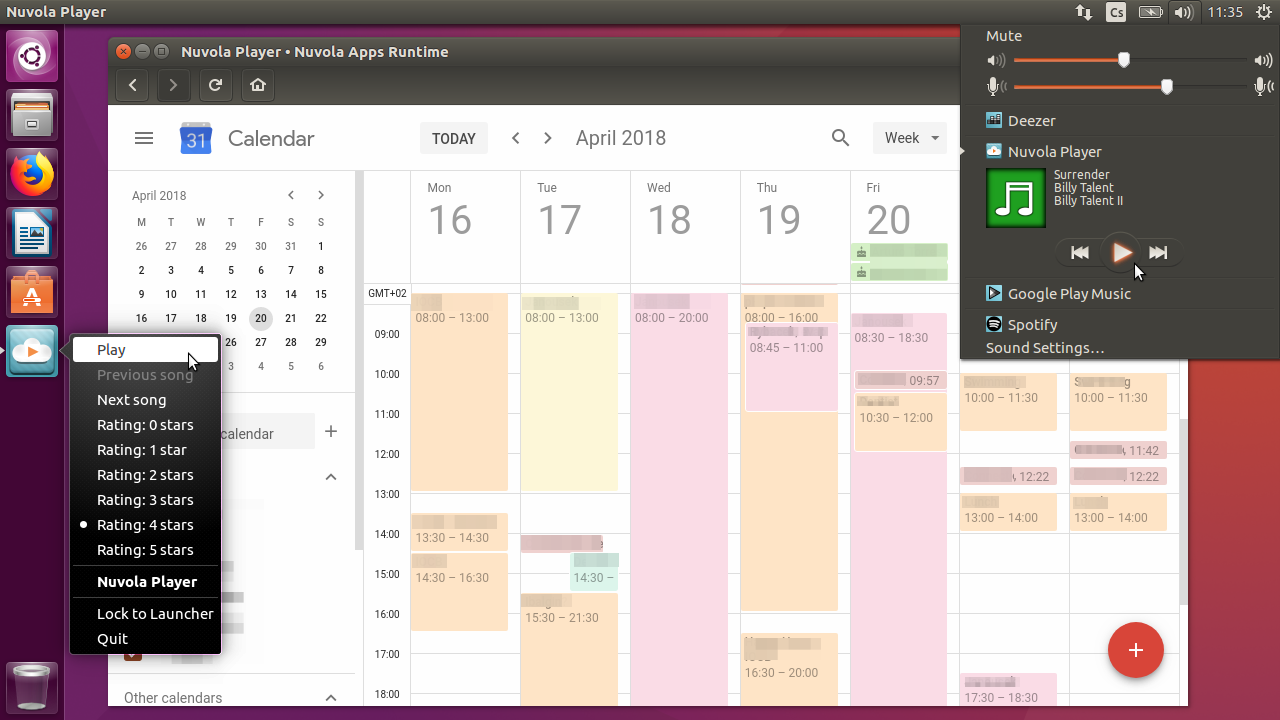 Nuvola Player
Cs
11:35
Nuvola Player • Nuvola Apps Runtime
31
Calendar
TODAY
April 2018
Week
April 2018
M T W T F S S
26 27 28 29 30 31 1
2 3 4 5 6 7 8
9 10 11 12 13 14 15
16 17 18 19 20 21 22
26 27 28 29
3 4 5 6
calendar
Other calendars
Mon
16
Tue
17
Wed
18
Thu
19
Fri
20
GMT+02
09:00
10:00
11:00
12:00
13:00
14:00
15:00
16:00
17:00
18:00
08:00 – 13:00
13:30 – 14:30
14:30 – 16:30
08:00 – 13:00
14:30 –
15:30 – 21:30
08:00 – 20:00
08:00 – 16:00
08:45 – 11:00
16:30 – 20:00
08:30 – 18:30
09:57
10:30 – 12:00
10:00 – 11:30
12:22
13:00 – 14:00
17:30 – 18:30
10:00 – 11:30
11:42
12:22
13:00 – 14:00
Play
Previous song
Next song
Rating: 0 stars
Rating: 1 star
Rating: 2 stars
Rating: 3 stars
Rating: 4 stars
Rating: 5 stars
Nuvola Player
Lock to Launcher
Quit
Mute
Deezer
Nuvola Player
Surrender
Billy Talent
Billy Talent II
Google Play Music
Spotify
Sound Settings...